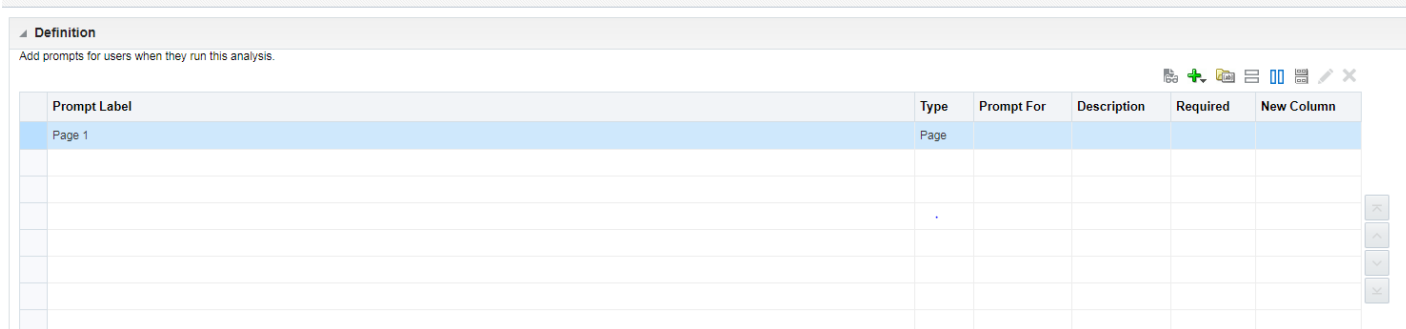 Definition
Add prompts for users when they run this analysis.
Prompt Label Type Prompt For Description Required New Column
Page 1 Page